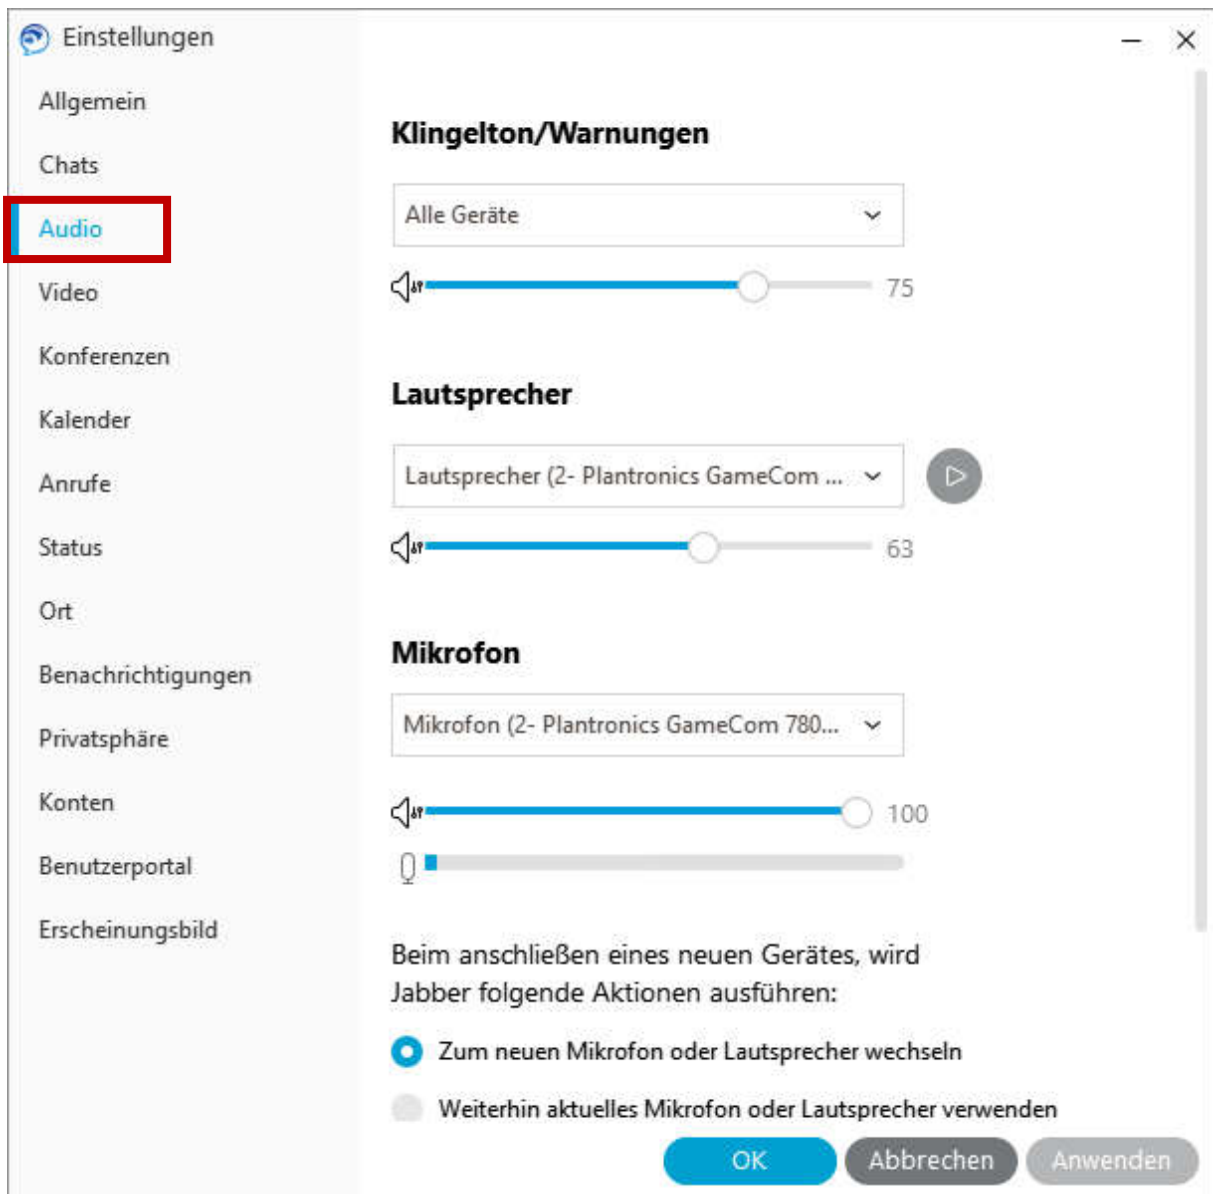 Einstellungen
Allgemein
Chats
Audio
Video
Konferenzen
Kalender
Anrufe
Status
Ort
Benachrichtigungen
Privatsphäre
Konten
Benutzerportal
Erscheinungsbild
Klingelton/Warnungen
Alle Geräte
75
Lautsprecher
Lautsprecher (2- Plantronics GameCom ...
63
Mikrofon
Mikrofon (2- Plantronics GameCom 780...
100
Beim anschließen eines neuen Gerätes, wird
Jabber folgende Aktionen ausführen:
Zum neuen Mikrofon oder Lautsprecher wechseln
Weiterhin aktuelles Mikrofon oder Lautsprecher verwenden
OK
Abbrechen
Anwenden